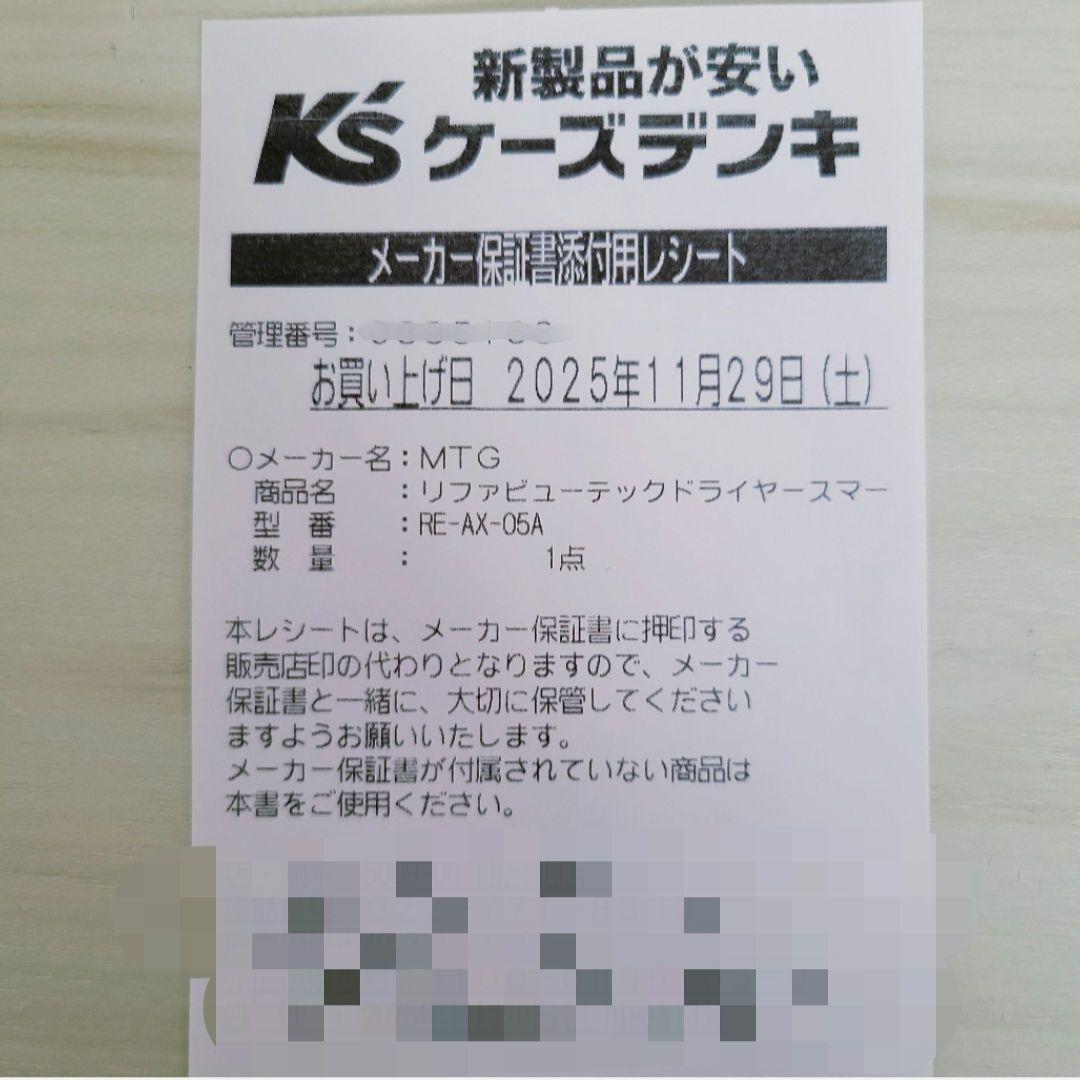 新製品が安い
K's ケーズデンキ
メーカー保証書添付用レシート
管理番号：
お買い上げ日 2025年11月29日(土)
○メーカー名：MTG
商品名 ：リファビューテックドライヤースマー
型 番 ：RE-AX-05A
数 量 ： 1点
本レシートは、メーカー保証書に押印する
販売店印の代わりとなりますので、メーカー
保証書と一緒に、大切に保管してください
ますようお願いいたします。
メーカー保証書が付属されていない商品は
本書をご使用ください。